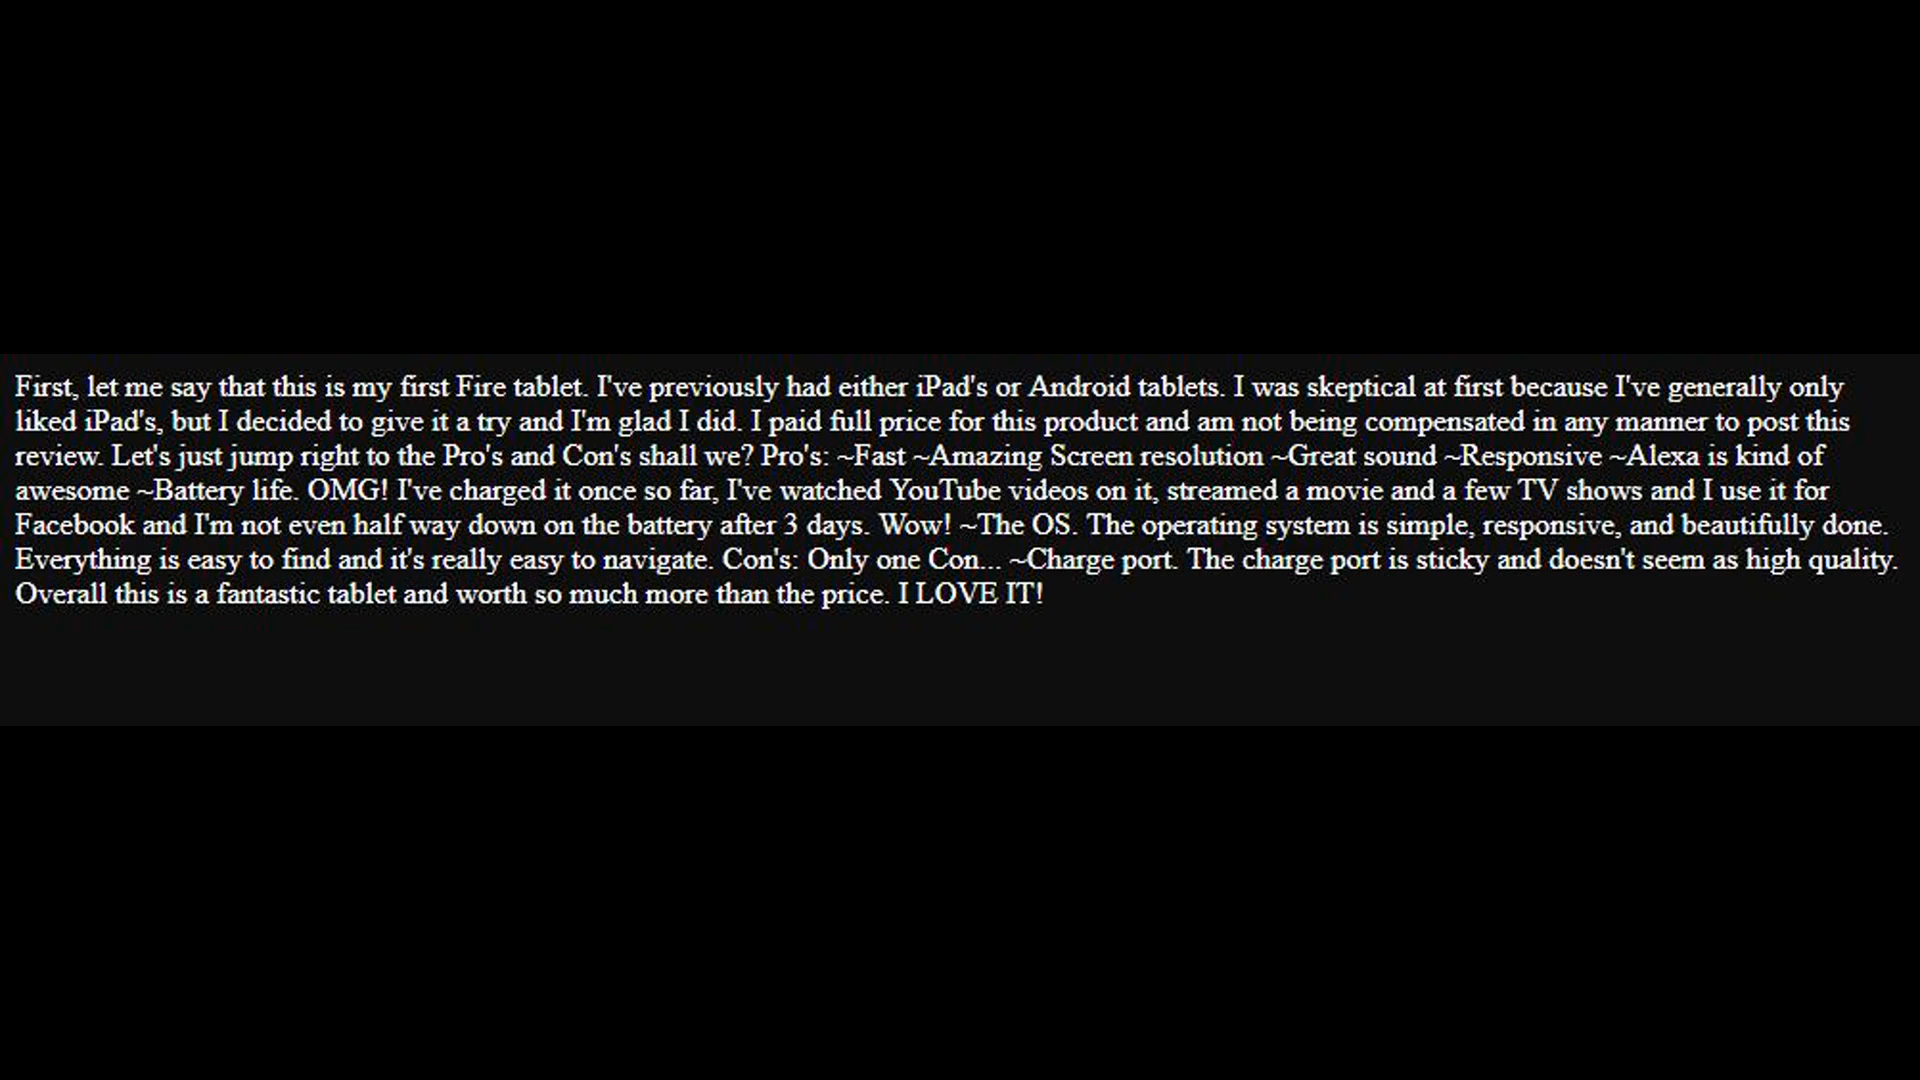 First, let me say that this is my first Fire tablet. I've previously had either iPad's or Android tablets. I was skeptical at first because I've generally only
liked iPad's, but I decided to give it a try and I'm glad I did. I paid full price for this product and am not being compensated in any manner to post this
review. Let's just jump right to the Pro's and Con's shall we? Pro's: ~Fast ~Amazing Screen resolution ~Great sound ~Responsive ~Alexa is kind of
awesome ~Battery life. OMG! I've charged it once so far, I've watched YouTube videos on it, streamed a movie and a few TV shows and I use it for
Facebook and I'm not even half way down on the battery after 3 days. Wow! ~The OS. The operating system is simple, responsive, and beautifully done.
Everything is easy to find and it's really easy to navigate. Con's: Only one Con... ~Charge port. The charge port is sticky and doesn't seem as high quality.
Overall this is a fantastic tablet and worth so much more than the price. I LOVE IT!